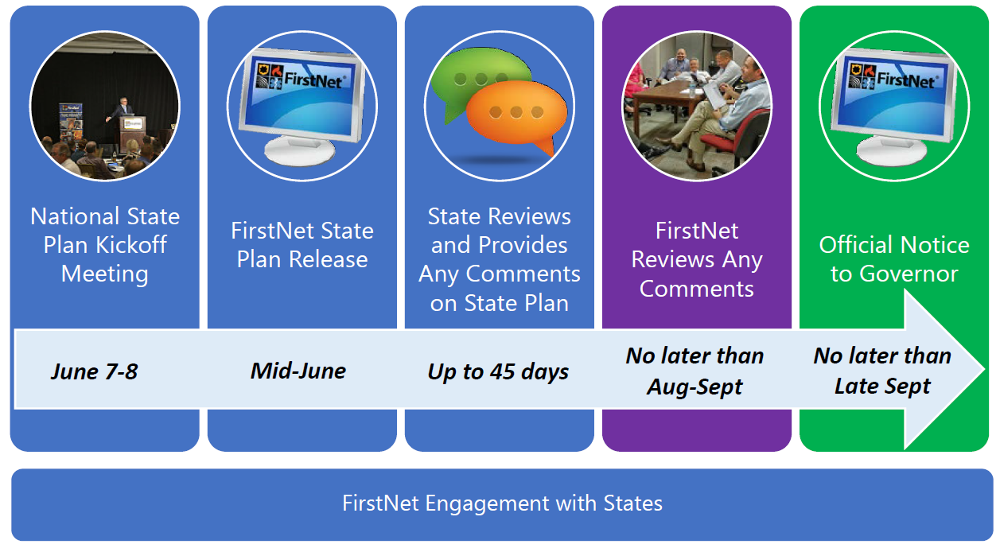 FirstNet®
FirstNet®
National State
Plan Kickoff
Meeting
FirstNet State
Plan Release
State Reviews
and Provides
Any Comments
on State Plan
FirstNet
Reviews Any
Comments
Official Notice
to Governor
June 7-8
Mid-June
Up to 45 days
No later than
Aug-Sept
No later than
Late Sept
FirstNet Engagement with States